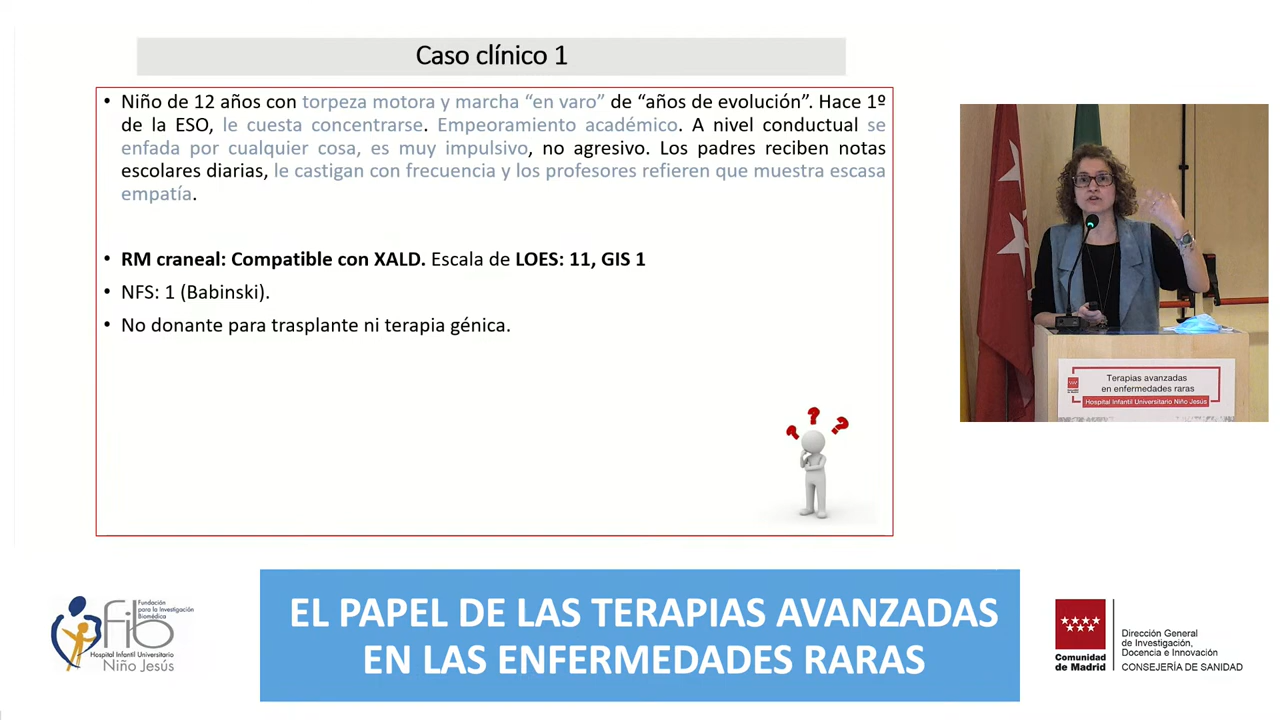 Caso clínico 1
• Niño de 12 años con torpeza motora y marcha “en varo” de “años de evolución”. Hace 1º
de la ESO, le cuesta concentrarse. Empeoramiento académico. A nivel conductual se
enfada por cualquier cosa, es muy impulsivo, no agresivo. Los padres reciben notas
escolares diarias, le castigan con frecuencia y los profesores refieren que muestra escasa
empatía.
• RM craneal: Compatible con XALD. Escala de LOES: 11, GIS 1
• NFS: 1 (Babinski).
• No donante para trasplante ni terapia génica.
? ? ?
Terapias avanzadas
en enfermedades raras
Hospital Infantil Universitario Niño Jesús
fib
Fundación
para la Investigación
Biomédica
Hospital Infantil Universitario
Niño Jesús
EL PAPEL DE LAS TERAPIAS AVANZADAS
EN LAS ENFERMEDADES RARAS
Comunidad
de Madrid
Dirección General
de Investigación,
Docencia e Innovación
CONSEJERÍA DE SANIDAD